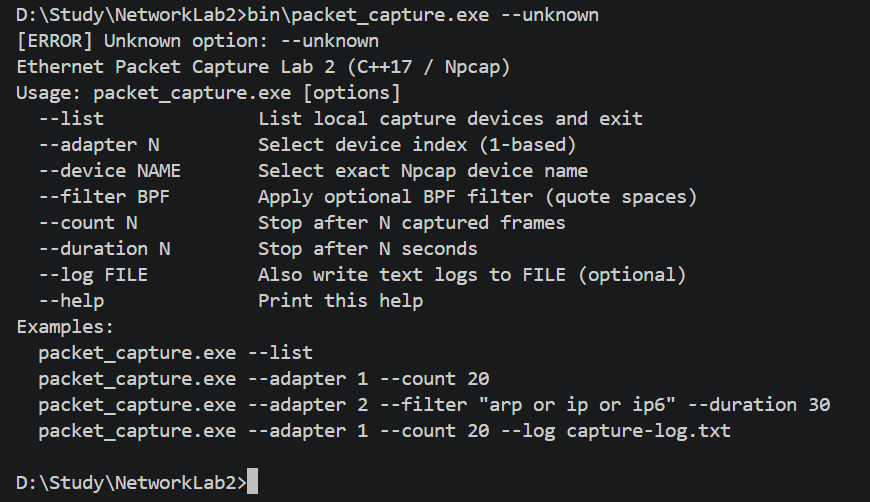 D:\Study\NetworkLab2>bin\packet_capture.exe --unknown
[ERROR] Unknown option: --unknown
Ethernet Packet Capture Lab 2 (C++17 / Npcap)
Usage: packet_capture.exe [options]
  --list              List local capture devices and exit
  --adapter N         Select device index (1-based)
  --device NAME       Select exact Npcap device name
  --filter BPF        Apply optional BPF filter (quote spaces)
  --count N           Stop after N captured frames
  --duration N        Stop after N seconds
  --log FILE          Also write text logs to FILE (optional)
  --help              Print this help
Examples:
  packet_capture.exe --list
  packet_capture.exe --adapter 1 --count 20
  packet_capture.exe --adapter 2 --filter "arp or ip or ip6" --duration 30
  packet_capture.exe --adapter 1 --count 20 --log capture-log.txt

D:\Study\NetworkLab2>